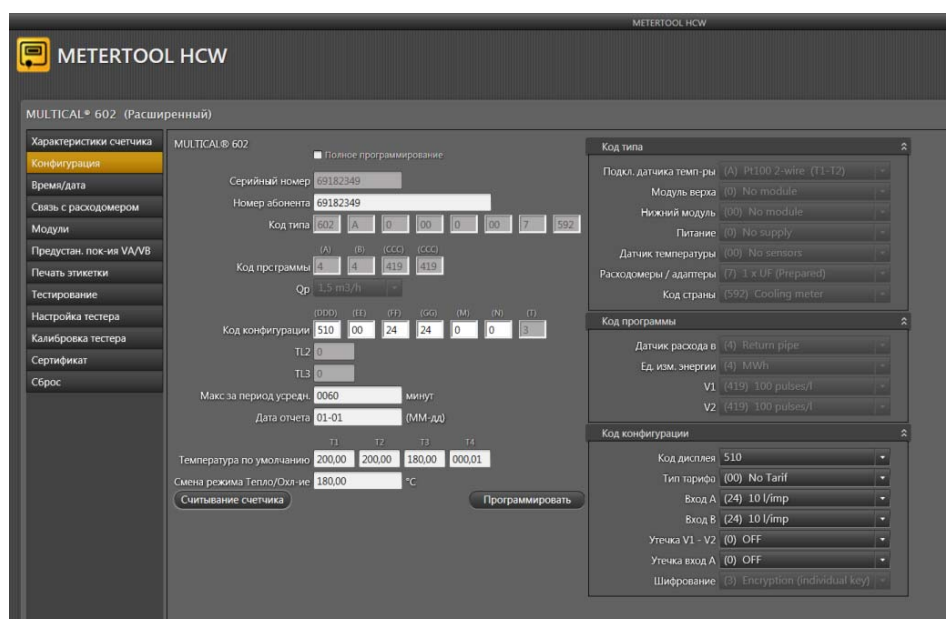 METERTOOL HCW
METERTOOL HCW
MULTICAL® 602 (Расширенный)
Характеристики счетчика
Конфигурация
Время/дата
Связь с расходомером
Модули
Предустан. пок-ия VA/VB
Печать этикетки
Тестирование
Настройка тестера
Калибровка тестера
Сертификат
Сброс
MULTICAL® 602
Полное программирование
Серийный номер 69182349
Номер абонента 69182349
Код типа 602 A 0 00 0 00 7 592
(A) (B) (CCC) (CCC)
Код программы 4 4 419 419
Qp 1,5 m3/h
(DDD) (EE) (FF) (GG) (M) (N) (T)
Код конфигурации 510 00 24 24 0 0 3
TL2 0
TL3 0
Макс за период усредн. 0060 минут
Дата отчета 01-01 (ММ-дд)
T1 T2 T3 T4
Температура по умолчанию 200,00 200,00 180,00 000,01
Смена режима Тепло/Охл-ие 180,00 °C
Считывание счетчика Программировать
Код типа
Подкл. датчика темп-ры (A) Pt100 2-wire (T1-T2)
Модуль верха (0) No module
Нижний модуль (00) No module
Питание (0) No supply
Датчик температуры (00) No sensors
Расходомеры / адаптеры (7) 1 x UF (Prepared)
Код страны (592) Cooling meter
Код программы
Датчик расхода в (4) Return pipe
Ед. изм. энергии (4) MWh
V1 (419) 100 pulses/l
V2 (419) 100 pulses/l
Код конфигурации
Код дисплея 510
Тип тарифа (00) No Tarif
Вход A (24) 10 l/imp
Вход B (24) 10 l/imp
Утечка V1 - V2 (0) OFF
Утечка вход A (0) OFF
Шифрование (3) Encryption (individual key)